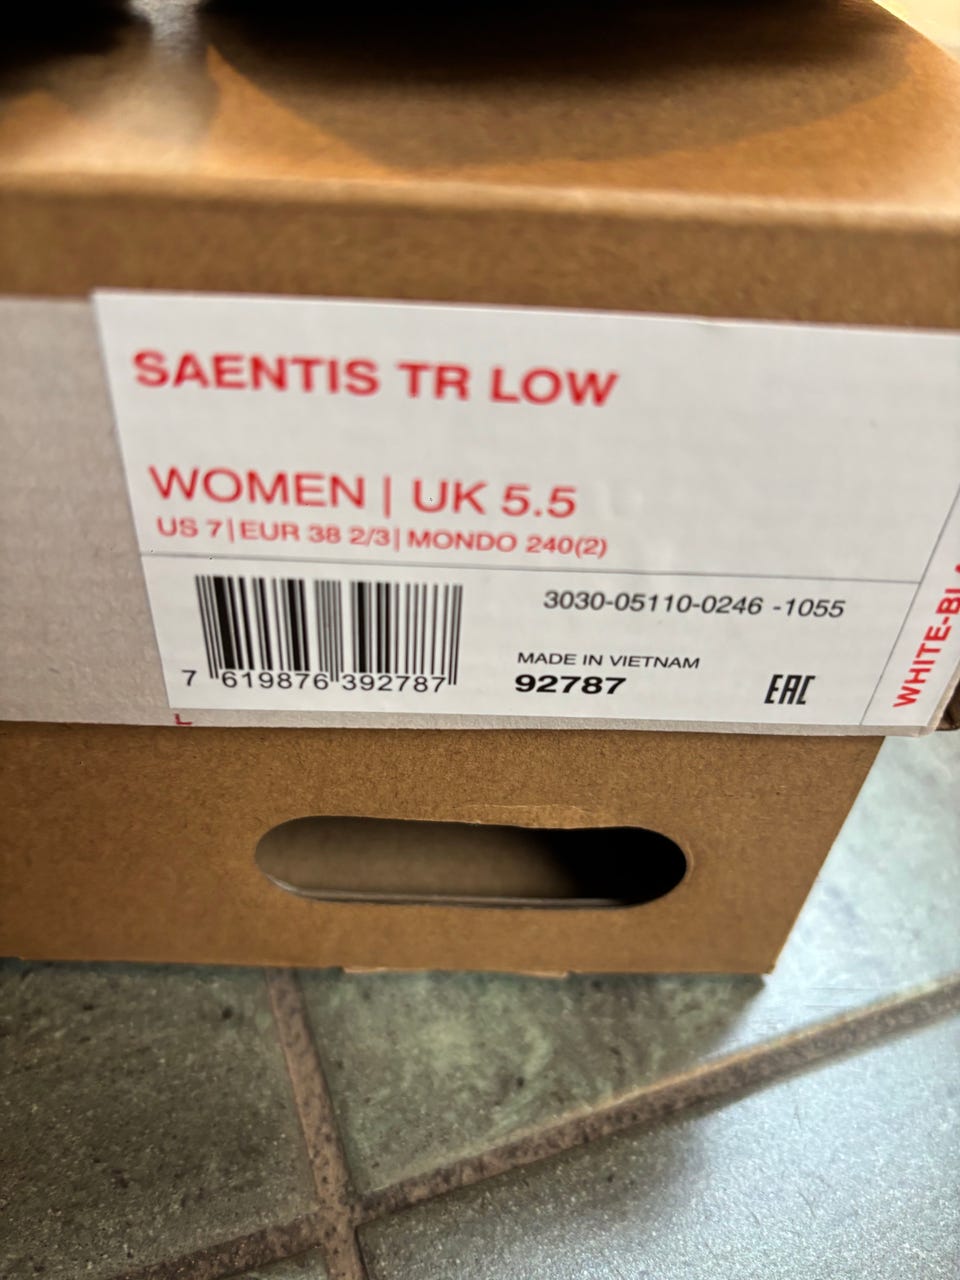 SAENTIS TR LOW
WOMEN | UK 5.5
US 7|EUR 38 2/3| MONDO 240(2)
3030-05110-0246 -1055
MADE IN VIETNAM
92787
EAC
7 619876 392787
L